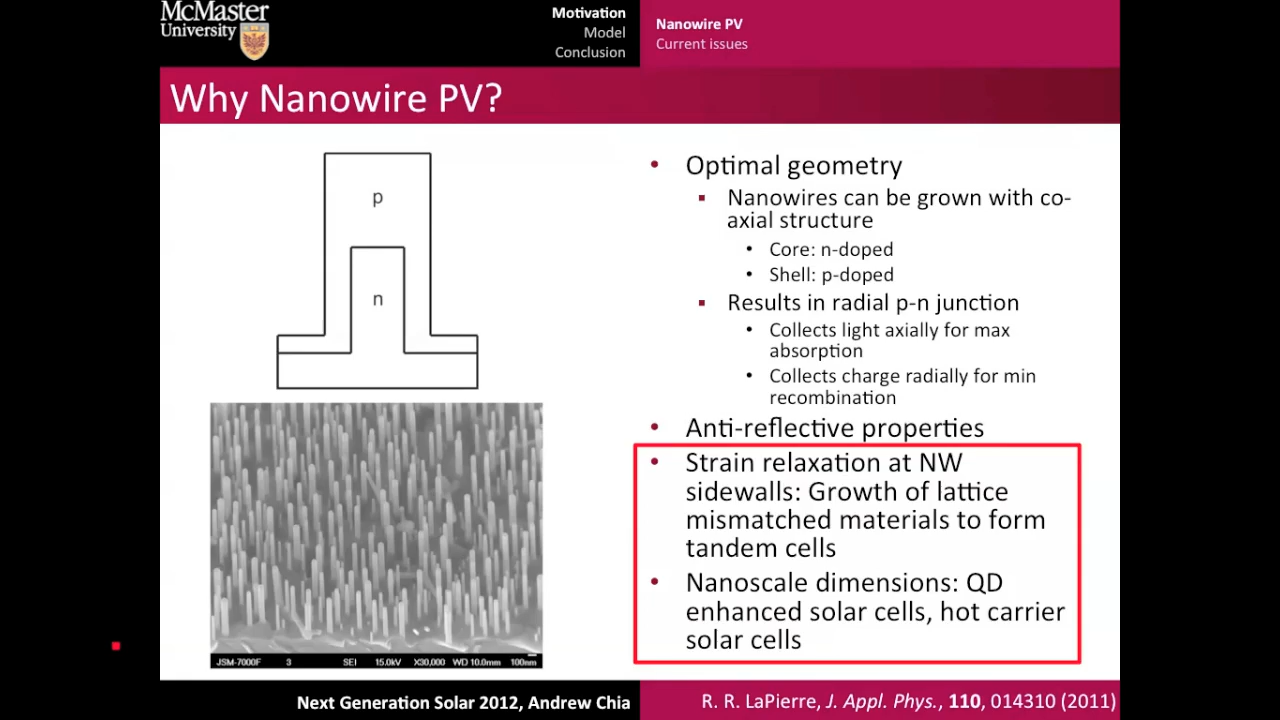 McMaster
University
Motivation
Model
Conclusion
Nanowire PV
Current issues
Why Nanowire PV?
p
n
JSM-7000F 3 SEI 15.0kV X30,000 WD 10.0mm 100nm
• Optimal geometry
▪ Nanowires can be grown with co-
axial structure
• Core: n-doped
• Shell: p-doped
▪ Results in radial p-n junction
• Collects light axially for max
absorption
• Collects charge radially for min
recombination
• Anti-reflective properties
• Strain relaxation at NW
sidewalls: Growth of lattice
mismatched materials to form
tandem cells
• Nanoscale dimensions: QD
enhanced solar cells, hot carrier
solar cells
Next Generation Solar 2012, Andrew Chia
R. R. LaPierre, J. Appl. Phys., 110, 014310 (2011)